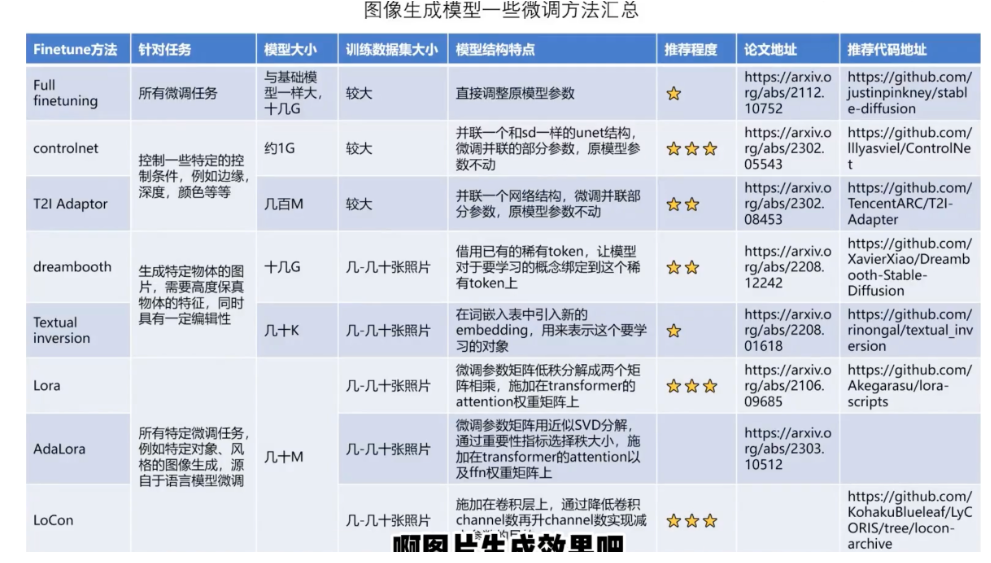 图像生成模型一些微调方法汇总
Finetune方法
针对任务
模型大小
训练数据集大小
模型结构特点
推荐程度
论文地址
推荐代码地址
Full
finetuning
所有微调任务
与基础模
型一样大,
十几G
较大
直接调整原模型参数
https://arxiv.o
rg/abs/2112.
10752
https://github.com/
justinpinkney/stabl
e-diffusion
controlnet
控制一些特定的控
制条件，例如边缘，
深度，颜色等等
约1G
较大
并联一个和sd一样的unet结构，
微调并联的部分参数，原模型参
数不动
https://arxiv.o
rg/abs/2302.
05543
https://github.com/
lllyasviel/ControlNe
t
T2I Adaptor
几百M
较大
并联一个网络结构，微调并联部
分参数，原模型参数不动
https://arxiv.o
rg/abs/2302.
08453
https://github.com/
TencentARC/T2I-
Adapter
dreambooth
生成特定物体的图
片，需要高度保真
物体的特征，同时
具有一定编辑性
十几G
几-几十张照片
借用已有的稀有token，让模型
对于要学习的概念绑定到这个稀
有token上
https://arxiv.o
rg/abs/2208.
12242
https://github.com/
XavierXiao/Dreamb
ooth-Stable-
Diffusion
Textual
inversion
几十K
几-几十张照片
在词嵌入表中引入新的
embedding，用来表示这个要学
习的对象
https://arxiv.o
rg/abs/2208.
01618
https://github.com/
rinongal/textual_inv
ersion
Lora
所有特定微调任务，
例如特定对象、风
格的图像生成，源
自于语言模型微调
几十M
几-几十张照片
微调参数矩阵低秩分解成两个矩
阵相乘，施加在transformer的
attention权重矩阵上
https://arxiv.o
rg/abs/2106.
09685
https://github.com/
Akegarasu/lora-
scripts
AdaLora
几-几十张照片
微调参数矩阵用近似SVD分解，
通过重要性指标选择秩大小，施
加在transformer的attention以
及ffn权重矩阵上
https://arxiv.o
rg/abs/2303.
10512
LoCon
几-几十张照片
施加在卷积层上，通过降低卷积
channel数再升channel数实现减
https://github.com/
KohakuBlueleaf/LyC
ORIS/tree/locon-
archive
啊图片生成效果吧